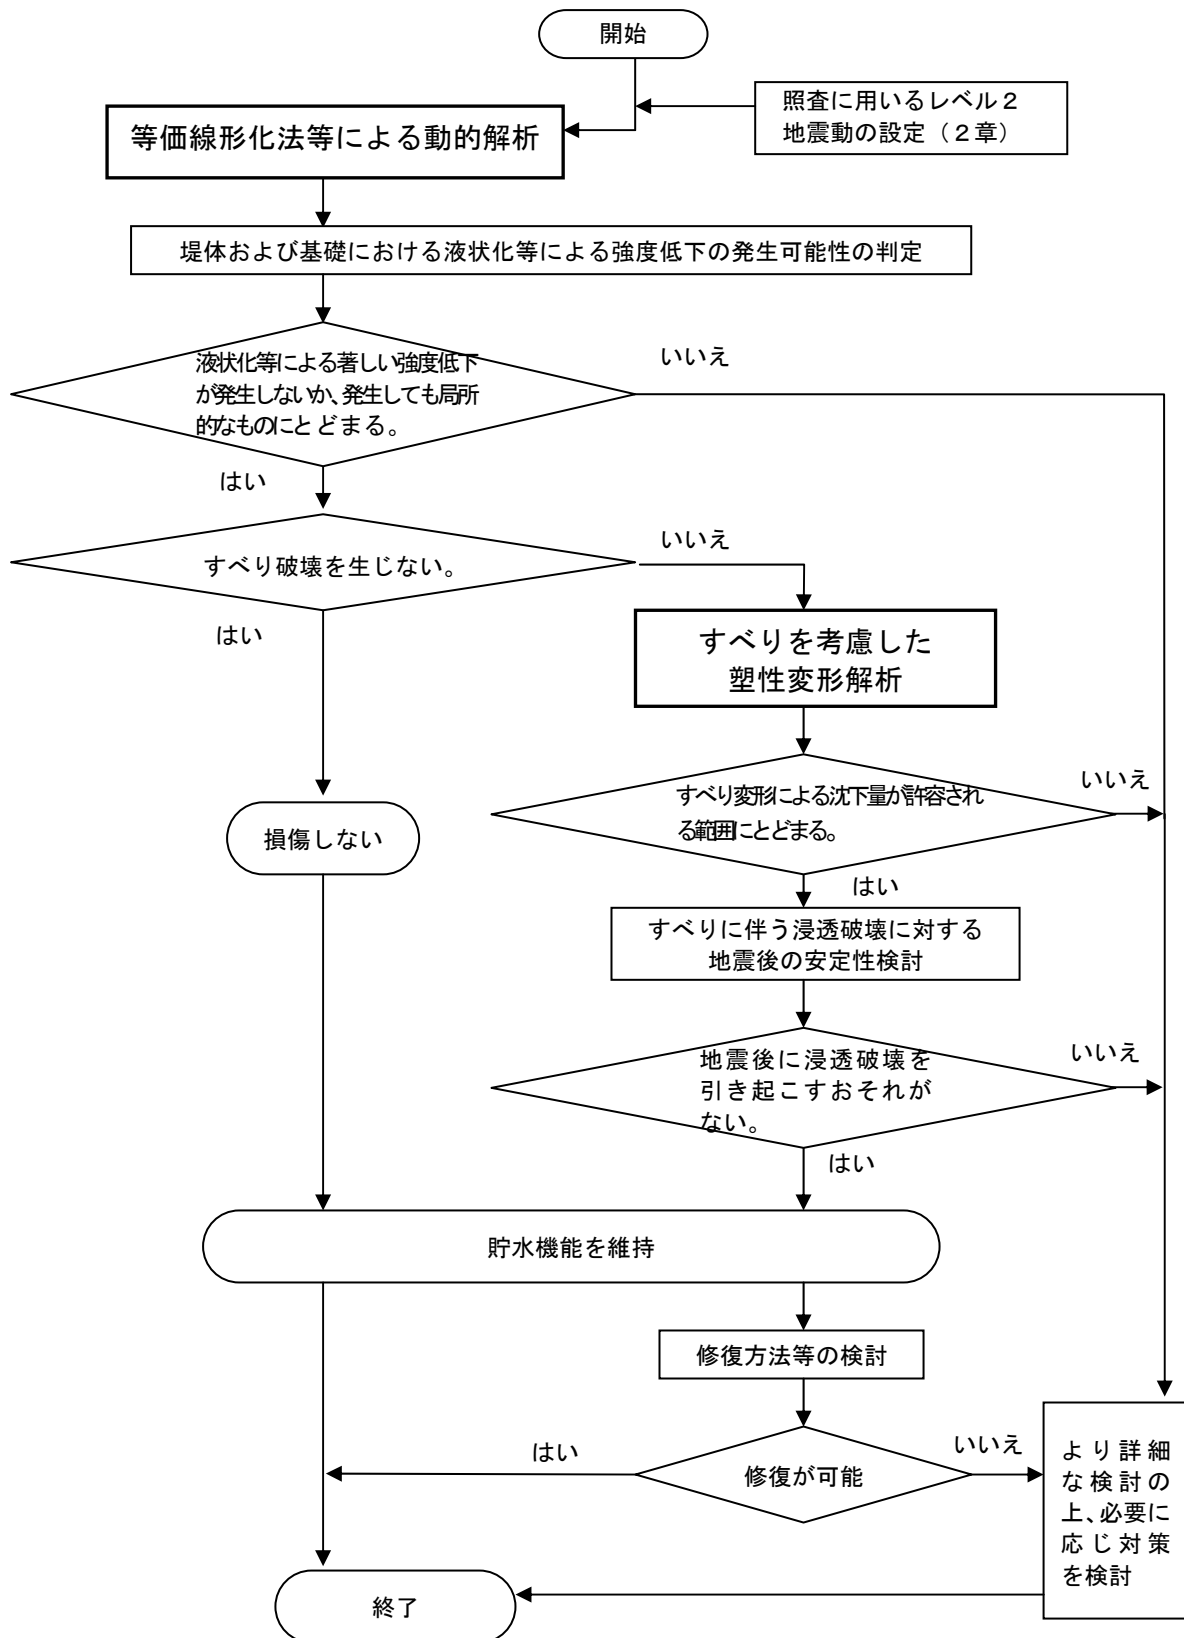 開始
照査に用いるレベル２
地震動の設定（２章）
等価線形化法等による動的解析
堤体および基礎における液状化等による強度低下の発生可能性の判定
液状化等による著しい強度低下
が発生しないか、発生しても局所
的なものにとどまる。
いいえ
はい
すべり破壊を生じない。
いいえ
はい
すべりを考慮した
塑性変形解析
すべり変形による沈下量が許容され
る範囲にとどまる。
いいえ
損傷しない
はい
すべりに伴う浸透破壊に対する
地震後の安定性検討
地震後に浸透破壊を
引き起こすおそれが
ない。
いいえ
はい
貯水機能を維持
修復方法等の検討
修復が可能
はい
いいえ
より詳細
な検討の
上、必要に
応じ対策
を検討
終了